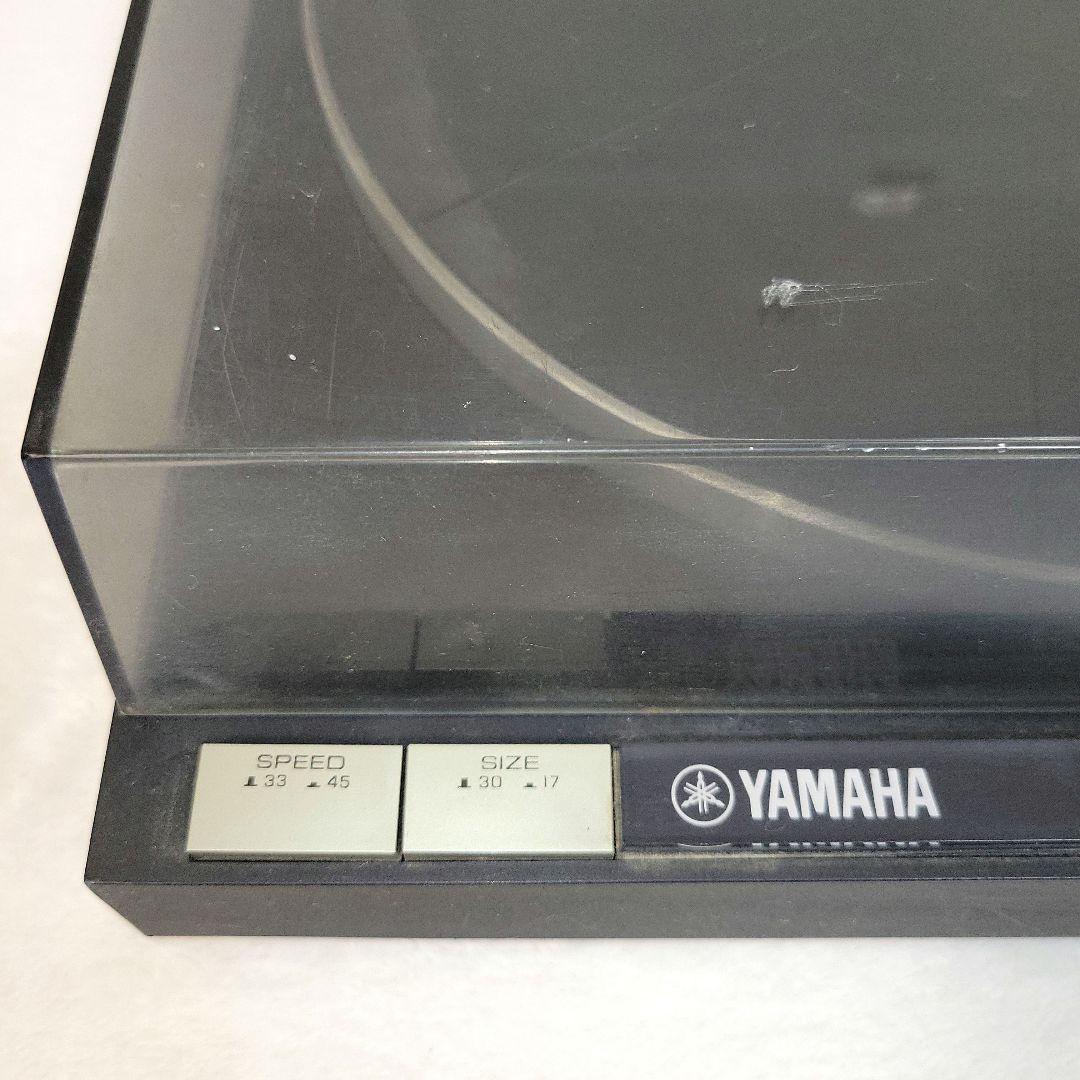 SPEED
33 45
SIZE
30 17
YAMAHA